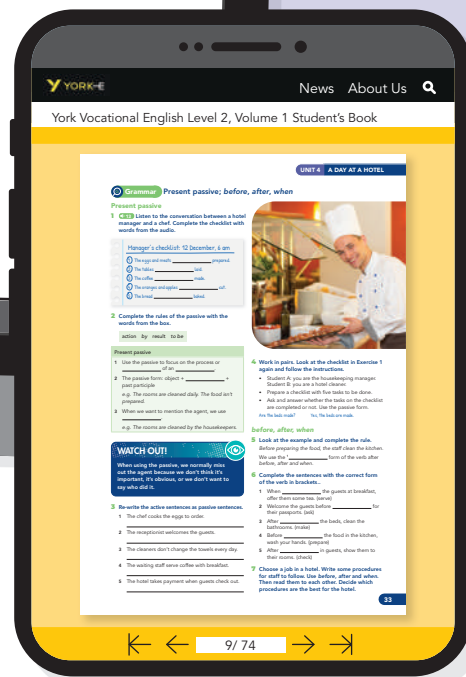 YORK-E
News About Us
York Vocational English Level 2, Volume 1 Student's Book
UNIT 4 A DAY AT A HOTEL
Grammar Present passive; before, after, when
Present passive
1 Listen to the conversation between a hotel
manager and a chef. Complete the checklist with
words from the audio.
Manager's checklist: 12 December, 6 am
1 The eggs and meats ____________ prepared.
2 The tables ____________ laid.
3 The coffee ____________ made.
4 The oranges and apples ____________ cut.
5 The bread ____________ baked.
2 Complete the rules of the passive with the
words from the box.
action by result to be
Present passive
1 Use the passive to focus on the process or
____________ of an ____________.
2 The passive form: object + ____________ +
past participle
e.g. The rooms are cleaned daily. The food isn't
prepared.
3 When we want to mention the agent, we use
____________.
e.g. The rooms are cleaned by the housekeepers.
WATCH OUT!
When using the passive, we normally miss
out the agent because we don't think it's
important, it's obvious, or we don't want to
say who did it.
3 Re-write the active sentences as passive sentences.
1 The chef cooks the eggs to order.
2 The receptionist welcomes the guests.
3 The cleaners don't change the towels every day.
4 The waiting staff serve coffee with breakfast.
5 The hotel takes payment when guests check out.
4 Work in pairs. Look at the checklist in Exercise 1
again and follow the instructions.
• Student A: you are the housekeeping manager.
Student B: you are a hotel cleaner.
• Prepare a checklist with five tasks to be done.
• Ask and answer whether the tasks on the checklist
are completed or not. Use the passive form.
Are the beds made? Yes, the beds are made.
before, after, when
5 Look at the example and complete the rule.
Before preparing the food, the staff clean the kitchen.
We use the ¹____________ form of the verb after
before, after and when.
6 Complete the sentences with the correct form
of the verb in brackets..
1 When ____________ the guests at breakfast,
offer them some tea. (serve)
2 Welcome the guests before ____________ for
their passports. (ask)
3 After ____________ the beds, clean the
bathrooms. (make)
4 Before ____________ the food in the kitchen,
wash your hands. (prepare)
5 After ____________ in guests, show them to
their rooms. (check)
7 Choose a job in a hotel. Write some procedures
for staff to follow. Use before, after and when.
Then read them to each other. Decide which
procedures are the best for the hotel.
33
9/ 74